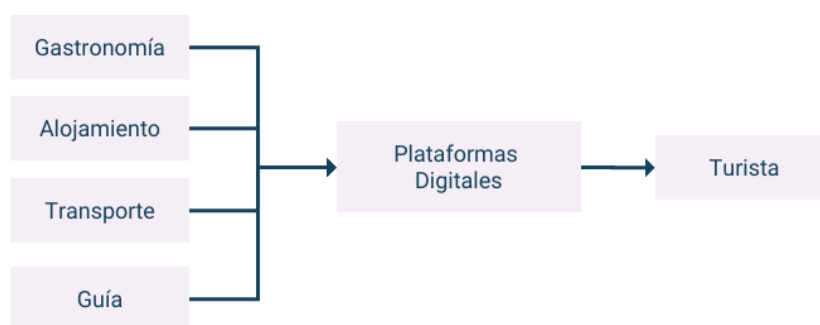 Gastronomía
Alojamiento
Transporte
Guía
Plataformas
Digitales
Turista